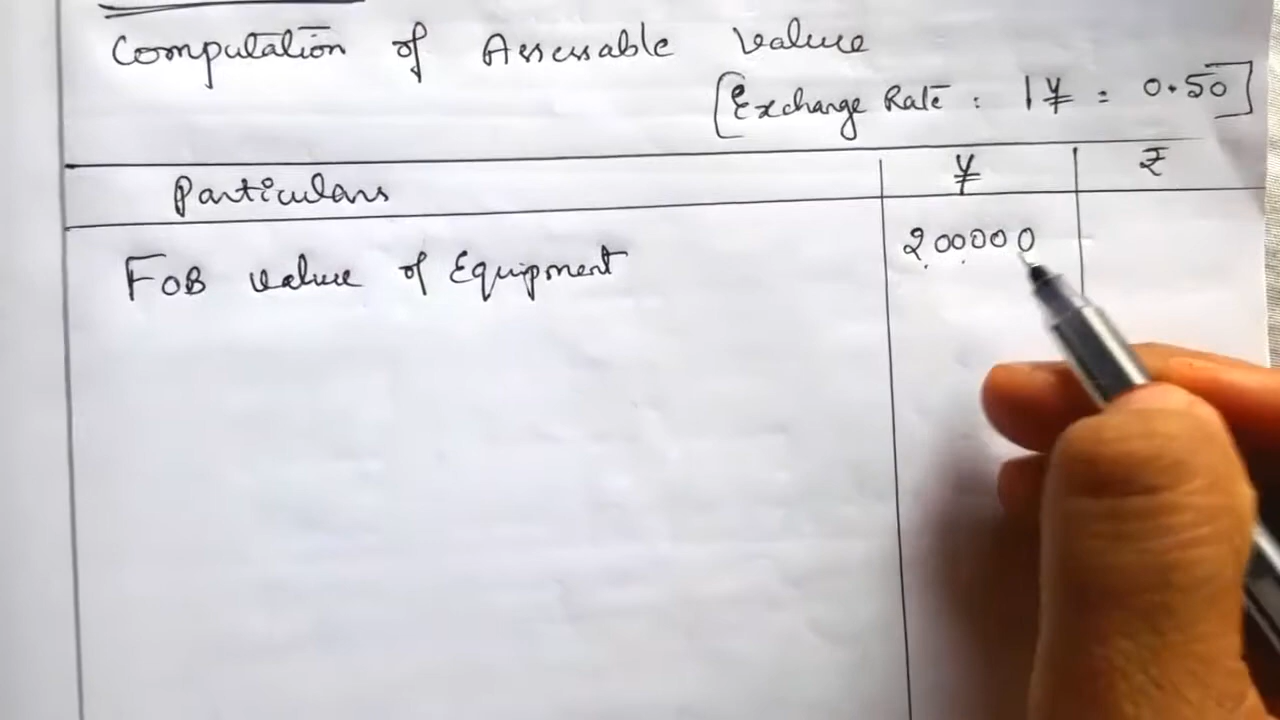 Computation of Assessable Value
[Exchange Rate : 1 ¥ = 0.50]
Particulars ¥ ₹
FOB Value of Equipment 200000